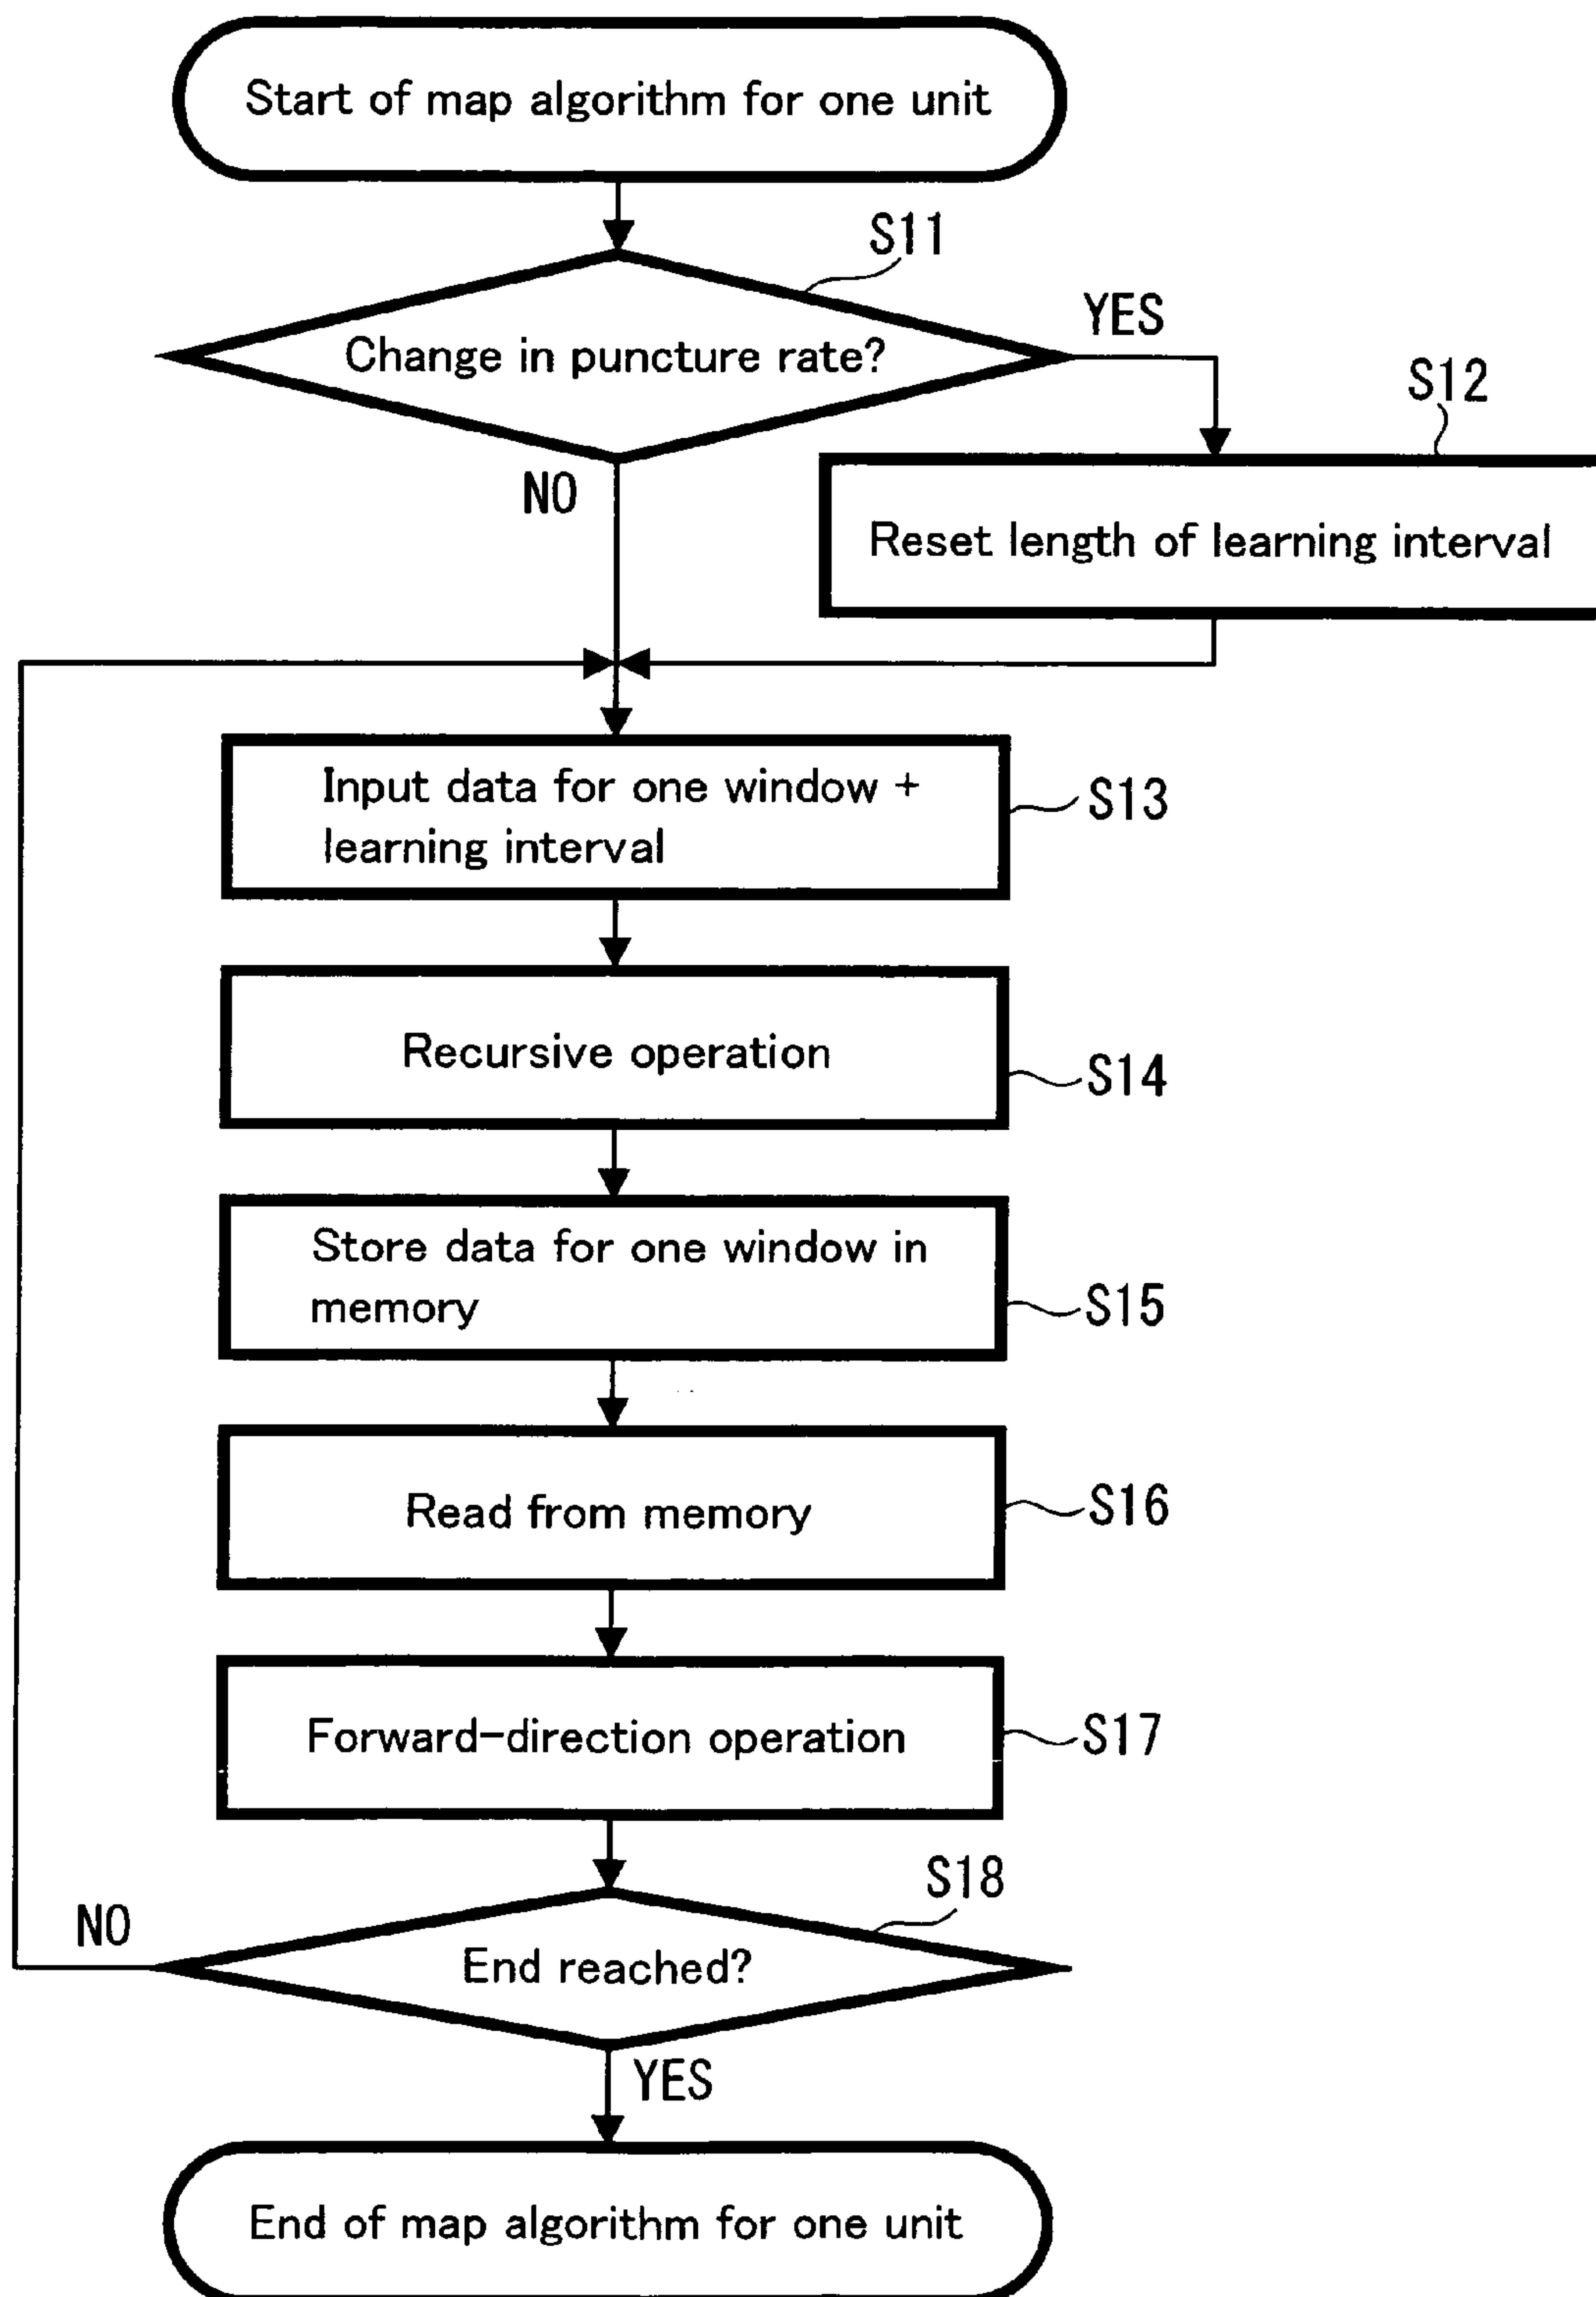 Start of map algorithm for one unit
S11
Change in puncture rate?
YES
S12
NO
Reset length of learning interval
Input data for one window +
learning interval
S13
Recursive operation
S14
Store data for one window in
memory
S15
Read from memory
S16
Forward-direction operation
S17
S18
NO
End reached?
YES
End of map algorithm for one unit